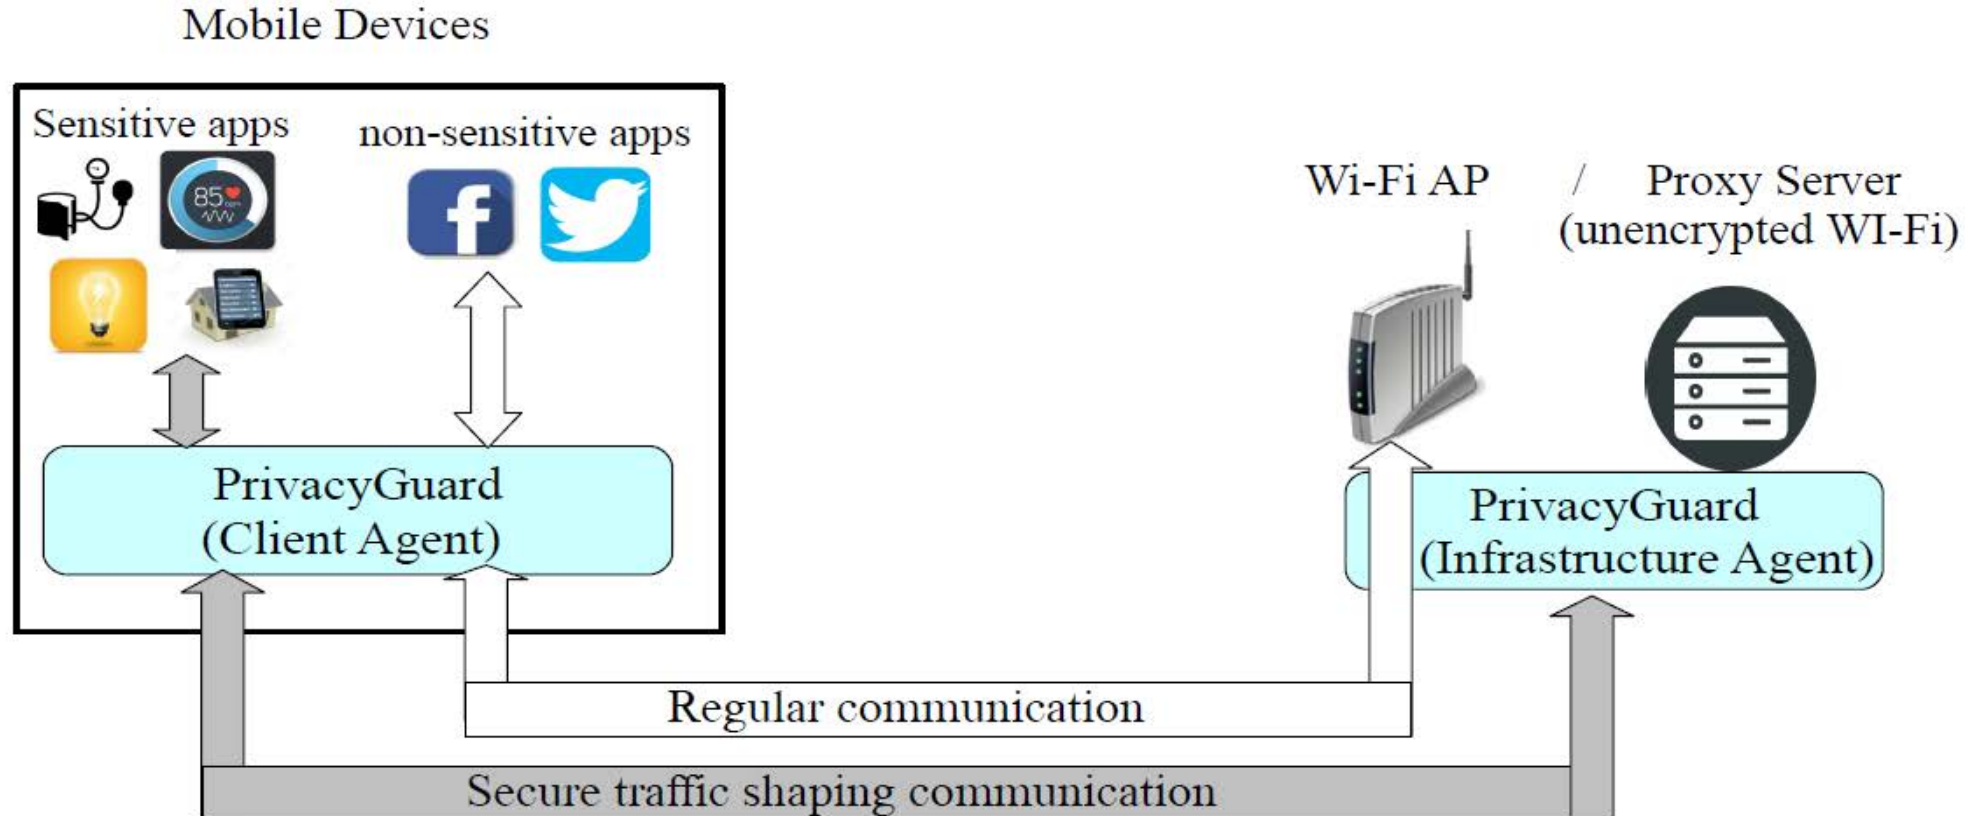 Mobile Devices
Sensitive apps
non-sensitive apps
85
f
Wi-Fi AP / Proxy Server
(unencrypted WI-Fi)
PrivacyGuard
(Client Agent)
PrivacyGuard
(Infrastructure Agent)
Regular communication
Secure traffic shaping communication